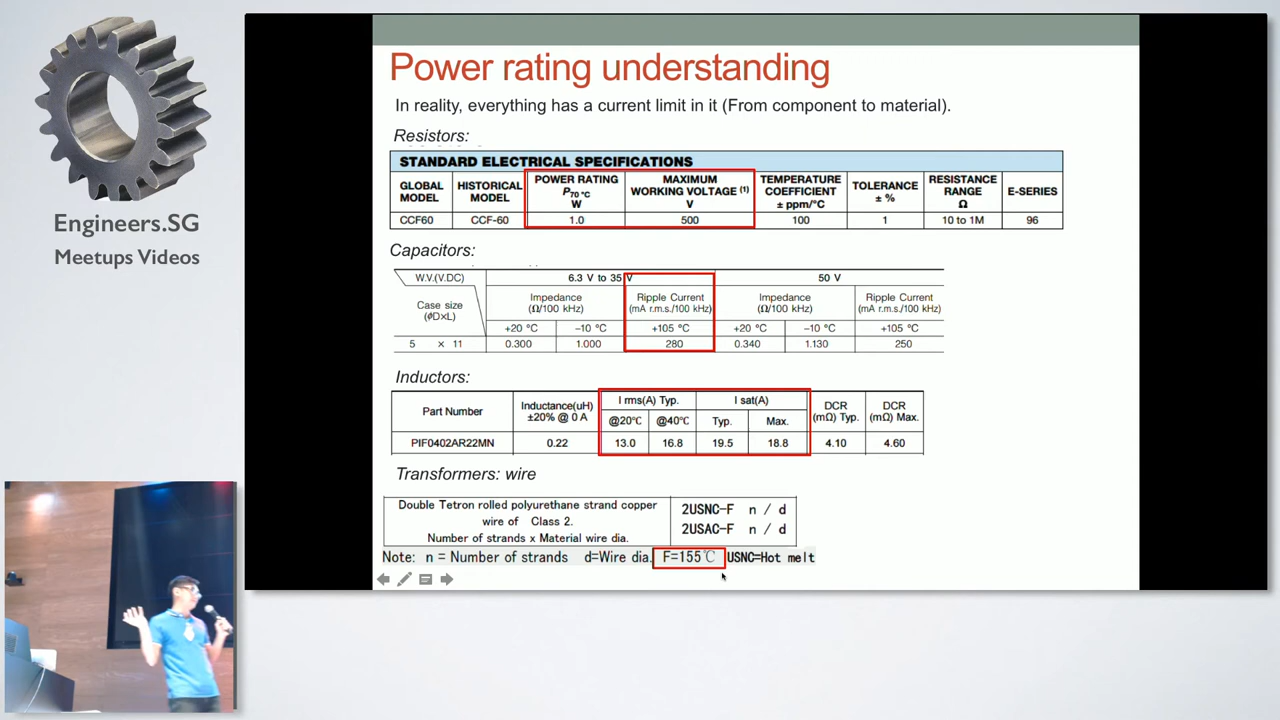 Power rating understanding
In reality, everything has a current limit in it (From component to material).
Resistors:
STANDARD ELECTRICAL SPECIFICATIONS
GLOBAL MODEL HISTORICAL MODEL POWER RATING P70 °C W MAXIMUM WORKING VOLTAGE (1) V TEMPERATURE COEFFICIENT ± ppm/°C TOLERANCE ± % RESISTANCE RANGE Ω E-SERIES
CCF60 CCF-60 1.0 500 100 1 10 to 1M 96
Capacitors:
W.V.(V.DC) 6.3 V to 35 V 50 V
Case size (φD×L) Impedance (Ω/100 kHz) Ripple Current (mA r.m.s./100 kHz) Impedance (Ω/100 kHz) Ripple Current (mA r.m.s./100 kHz)
+20 °C −10 °C +105 °C +20 °C −10 °C +105 °C
5 × 11 0.300 1.000 280 0.340 1.130 250
Inductors:
Part Number Inductance(uH) ±20% @ 0 A I rms(A) Typ. I sat(A) DCR (mΩ) Typ. DCR (mΩ) Max.
@20℃ @40℃ Typ. Max.
PIF0402AR22MN 0.22 13.0 16.8 19.5 18.8 4.10 4.60
Transformers: wire
Double Tetron rolled polyurethane strand copper
wire of Class 2.
Number of strands x Material wire dia.
2USNC-F n / d
2USAC-F n / d
Note: n = Number of strands d=Wire dia. F=155℃ USNC=Hot melt
Engineers.SG
Meetups Videos